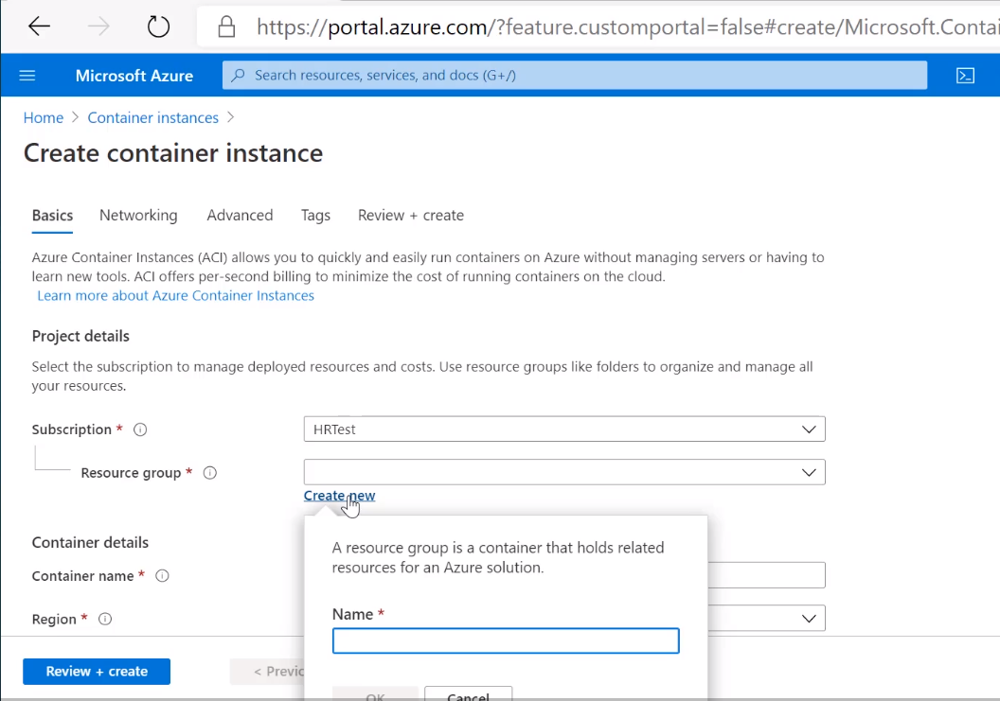 https://portal.azure.com/?feature.customportal=false#create/Microsoft.Contai
Microsoft Azure
Search resources, services, and docs (G+/)
Home > Container instances >
Create container instance
Basics Networking Advanced Tags Review + create
Azure Container Instances (ACI) allows you to quickly and easily run containers on Azure without managing servers or having to
learn new tools. ACI offers per-second billing to minimize the cost of running containers on the cloud.
Learn more about Azure Container Instances
Project details
Select the subscription to manage deployed resources and costs. Use resource groups like folders to organize and manage all
your resources.
Subscription *
HRTest
Resource group *
Create new
A resource group is a container that holds related
resources for an Azure solution.
Name *
OK Cancel
Container details
Container name *
Region *
Review + create
< Previo